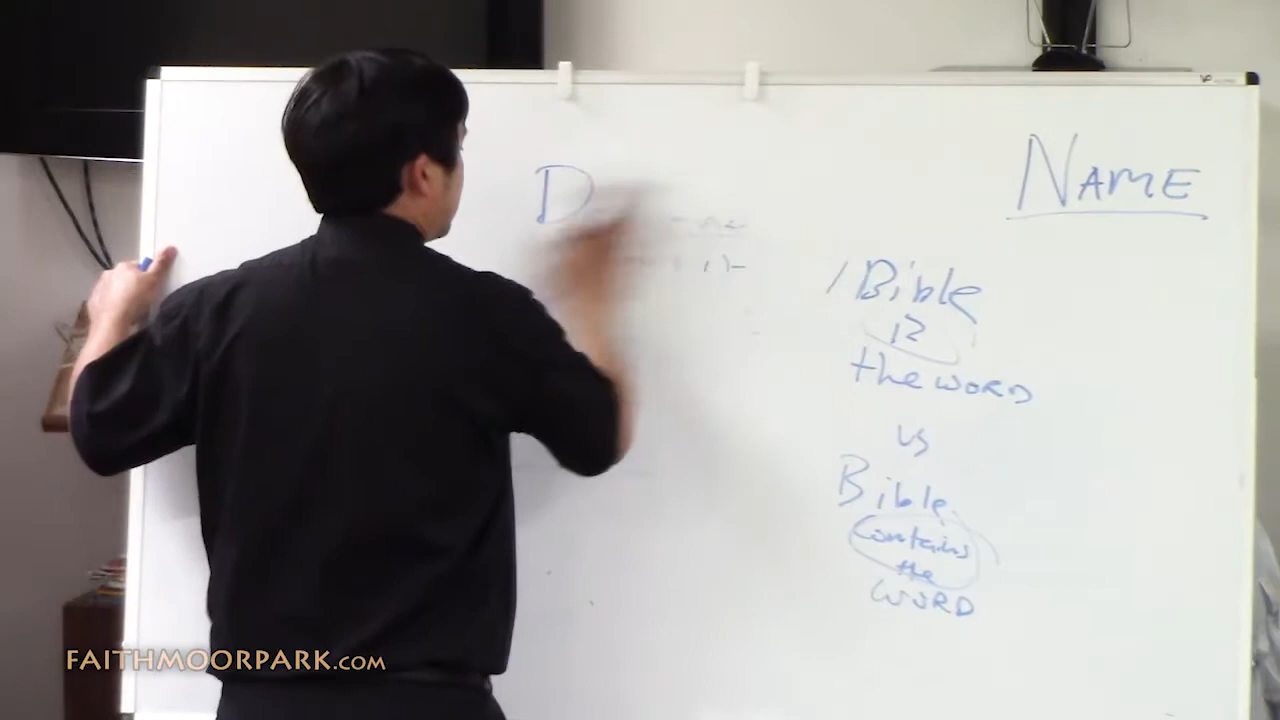 D
NAME
Bible
is
the WORD
vs
Bible
Contains
the
WORD
FAITHMOORPARK.COM